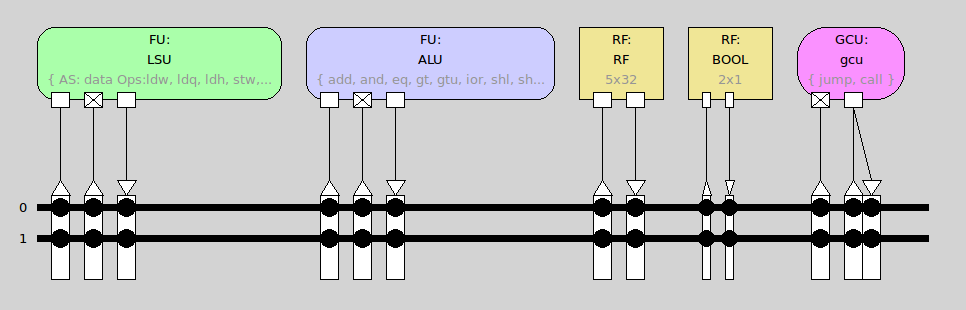 FU:
LSU
{ AS: data Ops:ldw, ldq, ldh, stw,...
FU:
ALU
{ add, and, eq, gt, gtu, ior, shl, sh...
RF:
RF
5x32
RF:
BOOL
2x1
GCU:
gcu
{ jump, call }
0
1